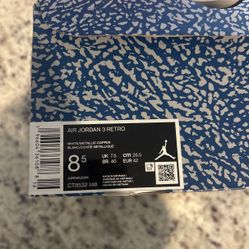 AIR JORDAN 3 RETRO
WHITE/METALLIC COPPER
BLANC/CUIVRE METALLIQUE
8.5
UK 7.5
cm 26.5
BR 40
EUR 42
CT8532 148